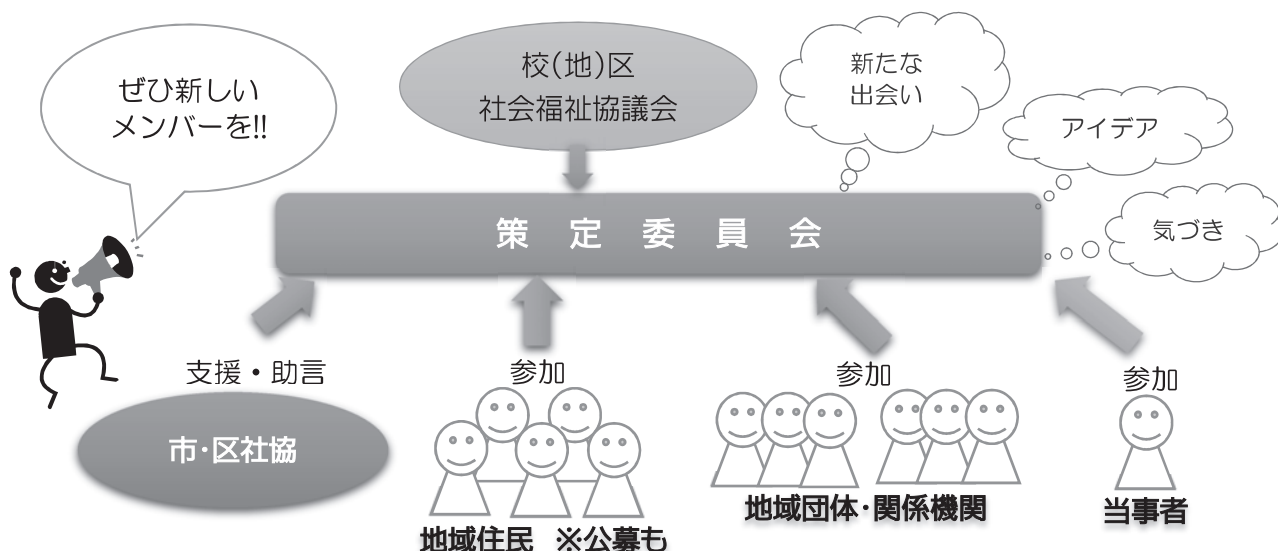 ぜひ新しい
メンバーを!!
校(地)区
社会福祉協議会
新たな
出会い
アイデア
気づき
策定委員会
支援・助言
市・区社協
参加
地域住民 ※公募も
参加
地域団体・関係機関
参加
当事者